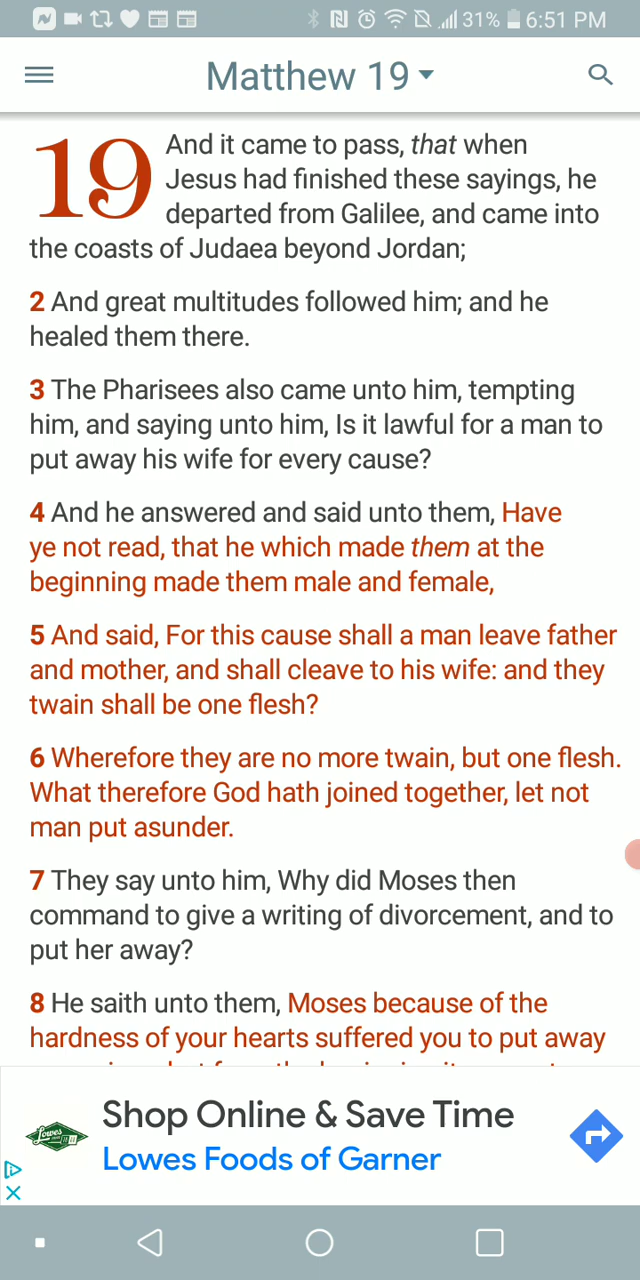 31% 6:51 PM
Matthew 19
19 And it came to pass, that when
Jesus had finished these sayings, he
departed from Galilee, and came into
the coasts of Judaea beyond Jordan;
2 And great multitudes followed him; and he
healed them there.
3 The Pharisees also came unto him, tempting
him, and saying unto him, Is it lawful for a man to
put away his wife for every cause?
4 And he answered and said unto them, Have
ye not read, that he which made them at the
beginning made them male and female,
5 And said, For this cause shall a man leave father
and mother, and shall cleave to his wife: and they
twain shall be one flesh?
6 Wherefore they are no more twain, but one flesh.
What therefore God hath joined together, let not
man put asunder.
7 They say unto him, Why did Moses then
command to give a writing of divorcement, and to
put her away?
8 He saith unto them, Moses because of the
hardness of your hearts suffered you to put away
Shop Online & Save Time
Lowes
Lowes Foods of Garner